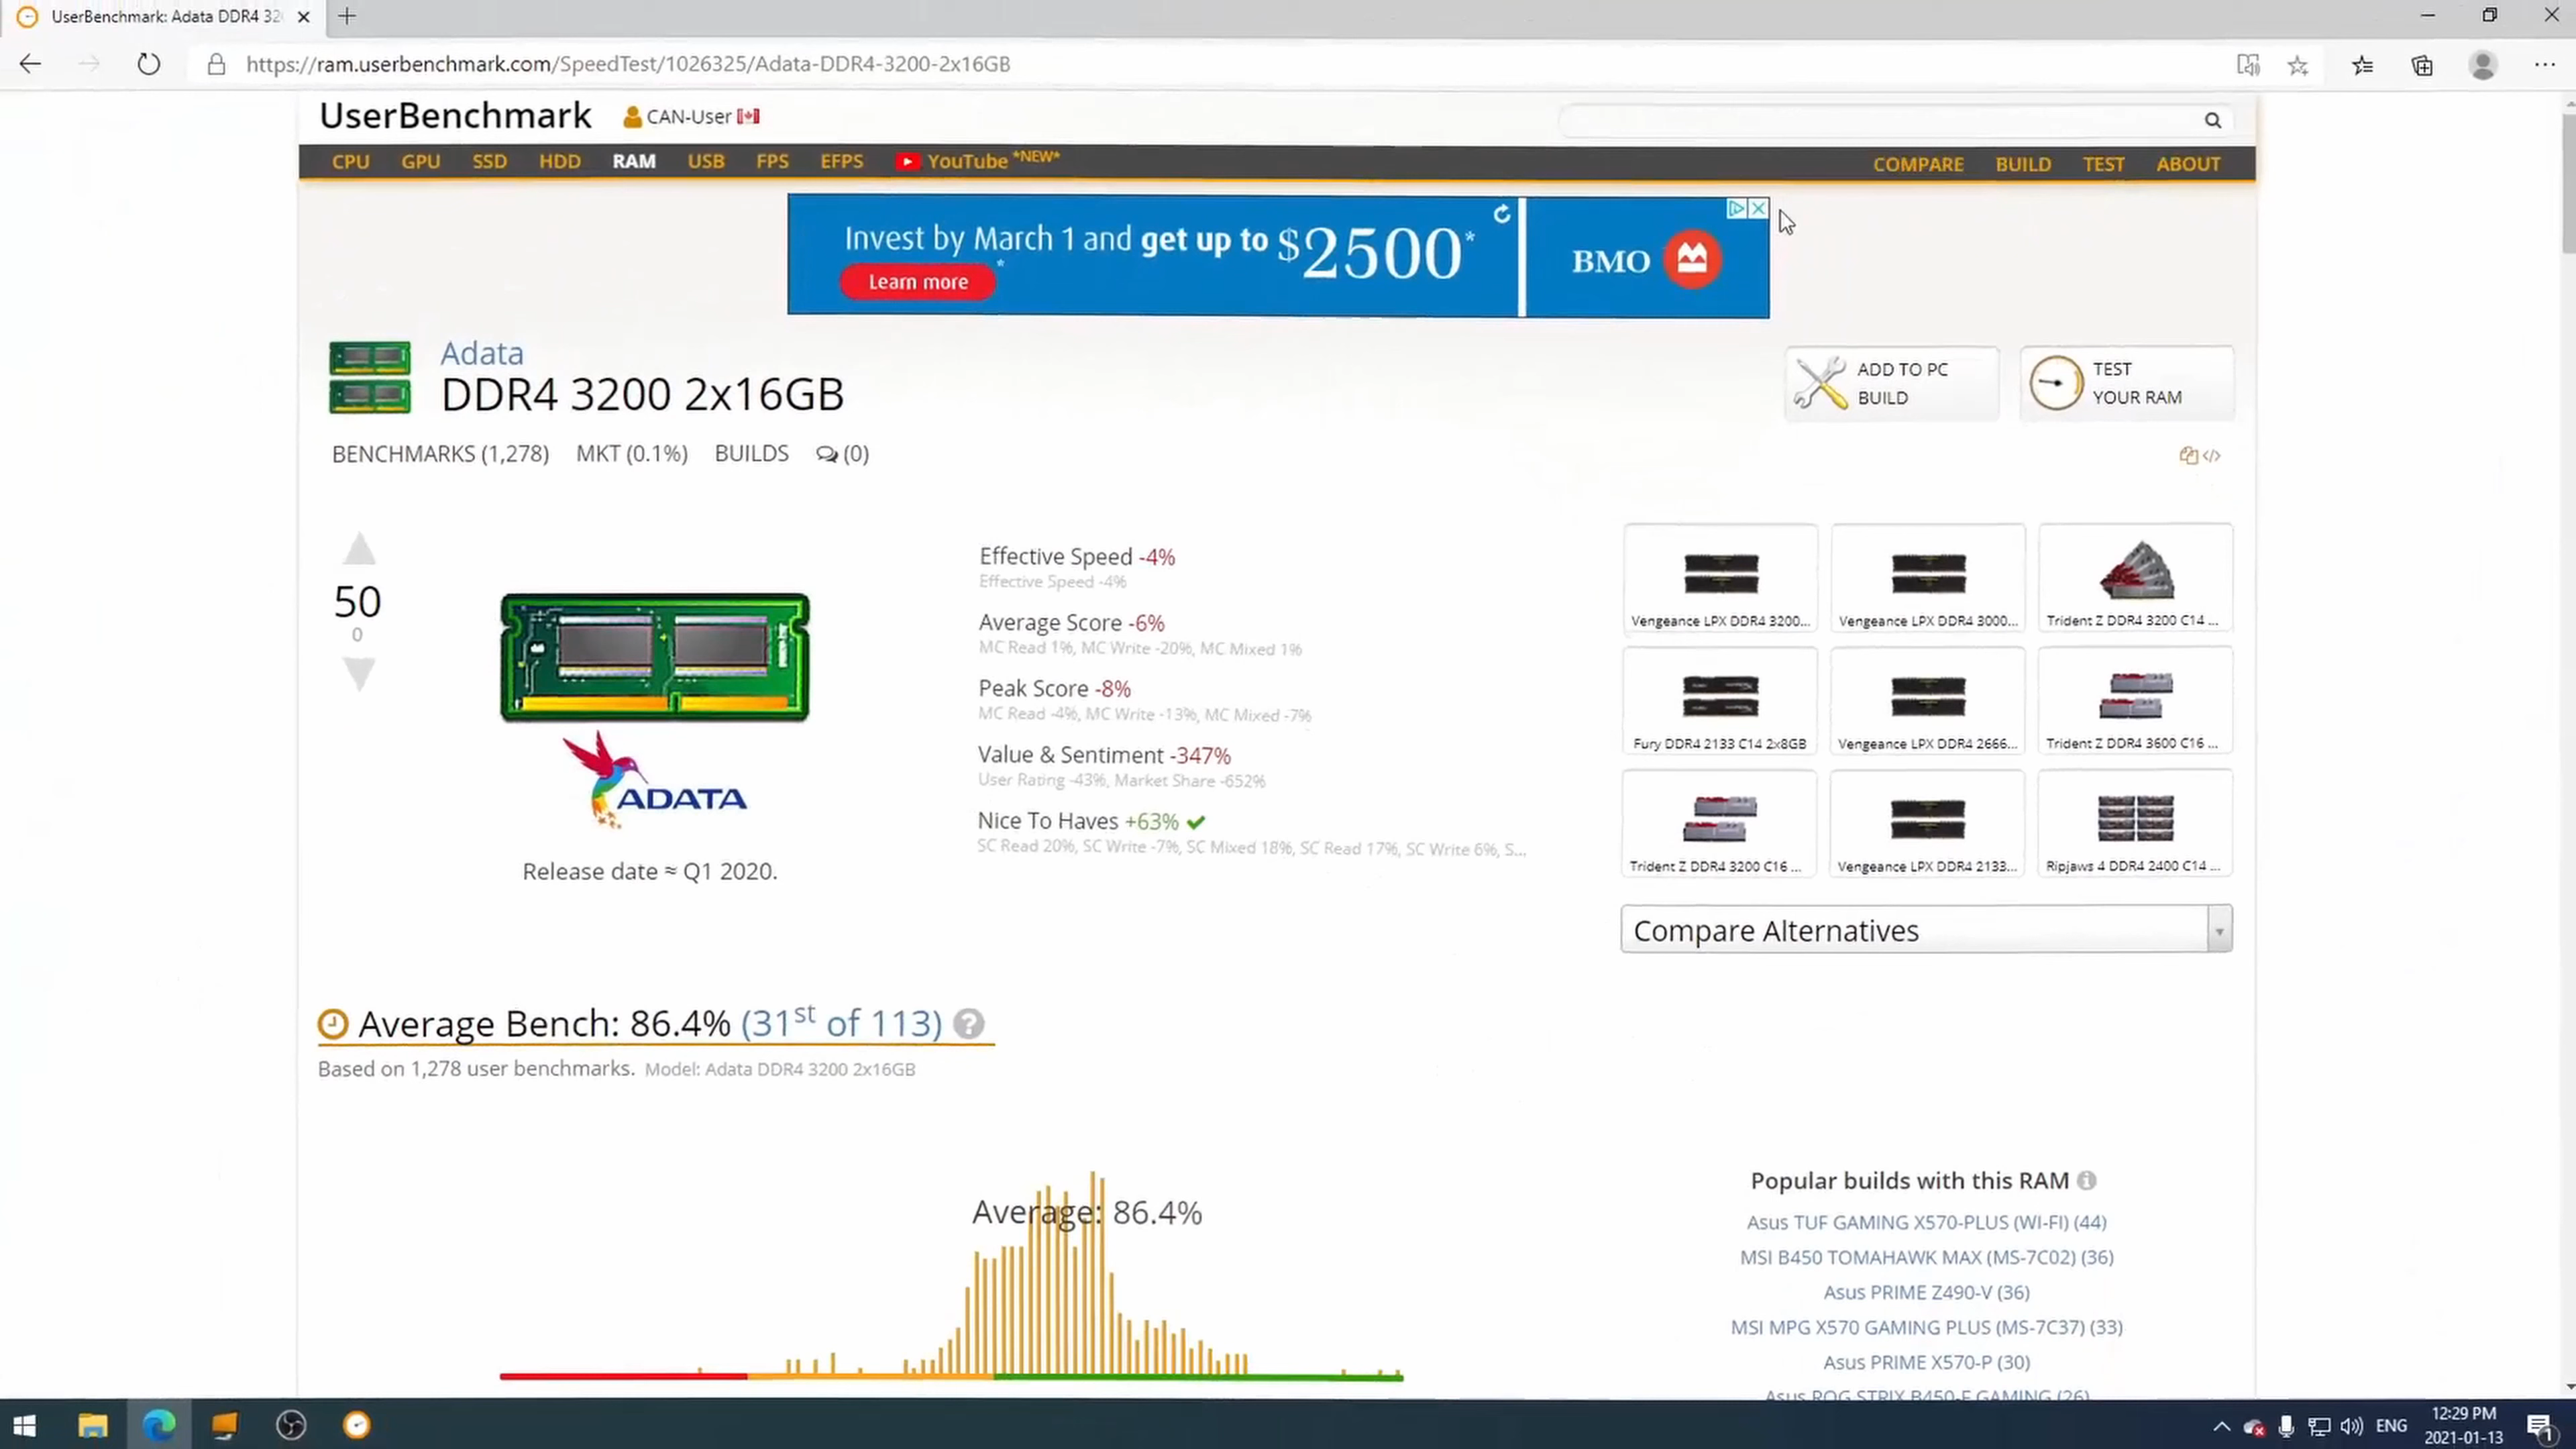 UserBenchmark: Adata DDR4 32
https://ram.userbenchmark.com/SpeedTest/1026325/Adata-DDR4-3200-2x16GB
UserBenchmark CAN-User
CPU GPU SSD HDD RAM USB FPS EFPS YouTube *NEW* COMPARE BUILD TEST ABOUT
Invest by March 1 and get up to $2500*
Learn more *
BMO
Adata
DDR4 3200 2x16GB
ADD TO PC
BUILD
TEST
YOUR RAM
BENCHMARKS (1,278) MKT (0.1%) BUILDS (0)
50
0
ADATA
Release date ≈ Q1 2020.
Effective Speed -4%
Effective Speed -4%
Average Score -6%
MC Read 1%, MC Write -20%, MC Mixed 1%
Peak Score -8%
MC Read -4%, MC Write -13%, MC Mixed -7%
Value & Sentiment -347%
User Rating -43%, Market Share -652%
Nice To Haves +63%
SC Read 20%, SC Write -7%, SC Mixed 18%, SC Read 17%, SC Write 6%, S...
Vengeance LPX DDR4 3200... Vengeance LPX DDR4 3000... Trident Z DDR4 3200 C14 ...
Fury DDR4 2133 C14 2x8GB Vengeance LPX DDR4 2666... Trident Z DDR4 3600 C16 ...
Trident Z DDR4 3200 C16 ... Vengeance LPX DDR4 2133... Ripjaws 4 DDR4 2400 C14 ...
Compare Alternatives
Average Bench: 86.4% (31st of 113) ?
Based on 1,278 user benchmarks. Model: Adata DDR4 3200 2x16GB
Average: 86.4%
Popular builds with this RAM
Asus TUF GAMING X570-PLUS (WI-FI) (44)
MSI B450 TOMAHAWK MAX (MS-7C02) (36)
Asus PRIME Z490-V (36)
MSI MPG X570 GAMING PLUS (MS-7C37) (33)
Asus PRIME X570-P (30)
Asus ROG STRIX B450-F GAMING (26)
ENG
12:29 PM
2021-01-13
1